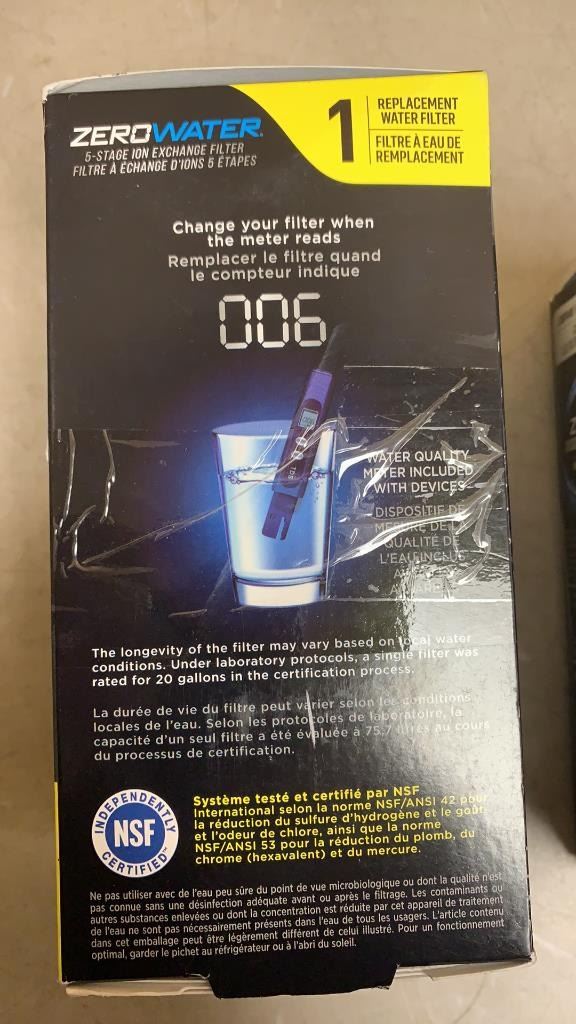 ZEROWATER®
5-STAGE ION EXCHANGE FILTER
FILTRE À ÉCHANGE D'IONS 5 ÉTAPES
1
REPLACEMENT
WATER FILTER
FILTRE À EAU DE
REMPLACEMENT
Change your filter when
the meter reads
Remplacer le filtre quand
le compteur indique
006
WATER QUALITY
METER INCLUDED
WITH DEVICES
DISPOSITIF DE
MESURE DE LA
QUALITÉ DE
L'EAU INCLUS
The longevity of the filter may vary based on local water
conditions. Under laboratory protocols, a single filter was
rated for 20 gallons in the certification process.
La durée de vie du filtre peut varier selon les conditions
locales de l'eau. Selon les protocoles de laboratoire, la
capacité d'un seul filtre a été évaluée à 75,7 litres au cours
du processus de certification.
INDEPENDENTLY
NSF
CERTIFIED™
Système testé et certifié par NSF
International selon la norme NSF/ANSI 42 pour
la réduction du sulfure d'hydrogène et le goût
et l'odeur de chlore, ainsi que la norme
NSF/ANSI 53 pour la réduction du plomb, du
chrome (hexavalent) et du mercure.
Ne pas utiliser avec de l'eau peu sûre du point de vue microbiologique ou dont la qualité n'est
pas connue sans une désinfection adéquate avant ou après le filtrage. Les contaminants ou
autres substances enlevées ou dont la concentration est réduite par cet appareil de traitement
de l'eau ne sont pas nécessairement présents dans l'eau de tous les usagers. L'article contenu
dans cet emballage peut être légèrement différent de celui illustré. Pour un fonctionnement
optimal, garder le pichet au réfrigérateur ou à l'abri du soleil.